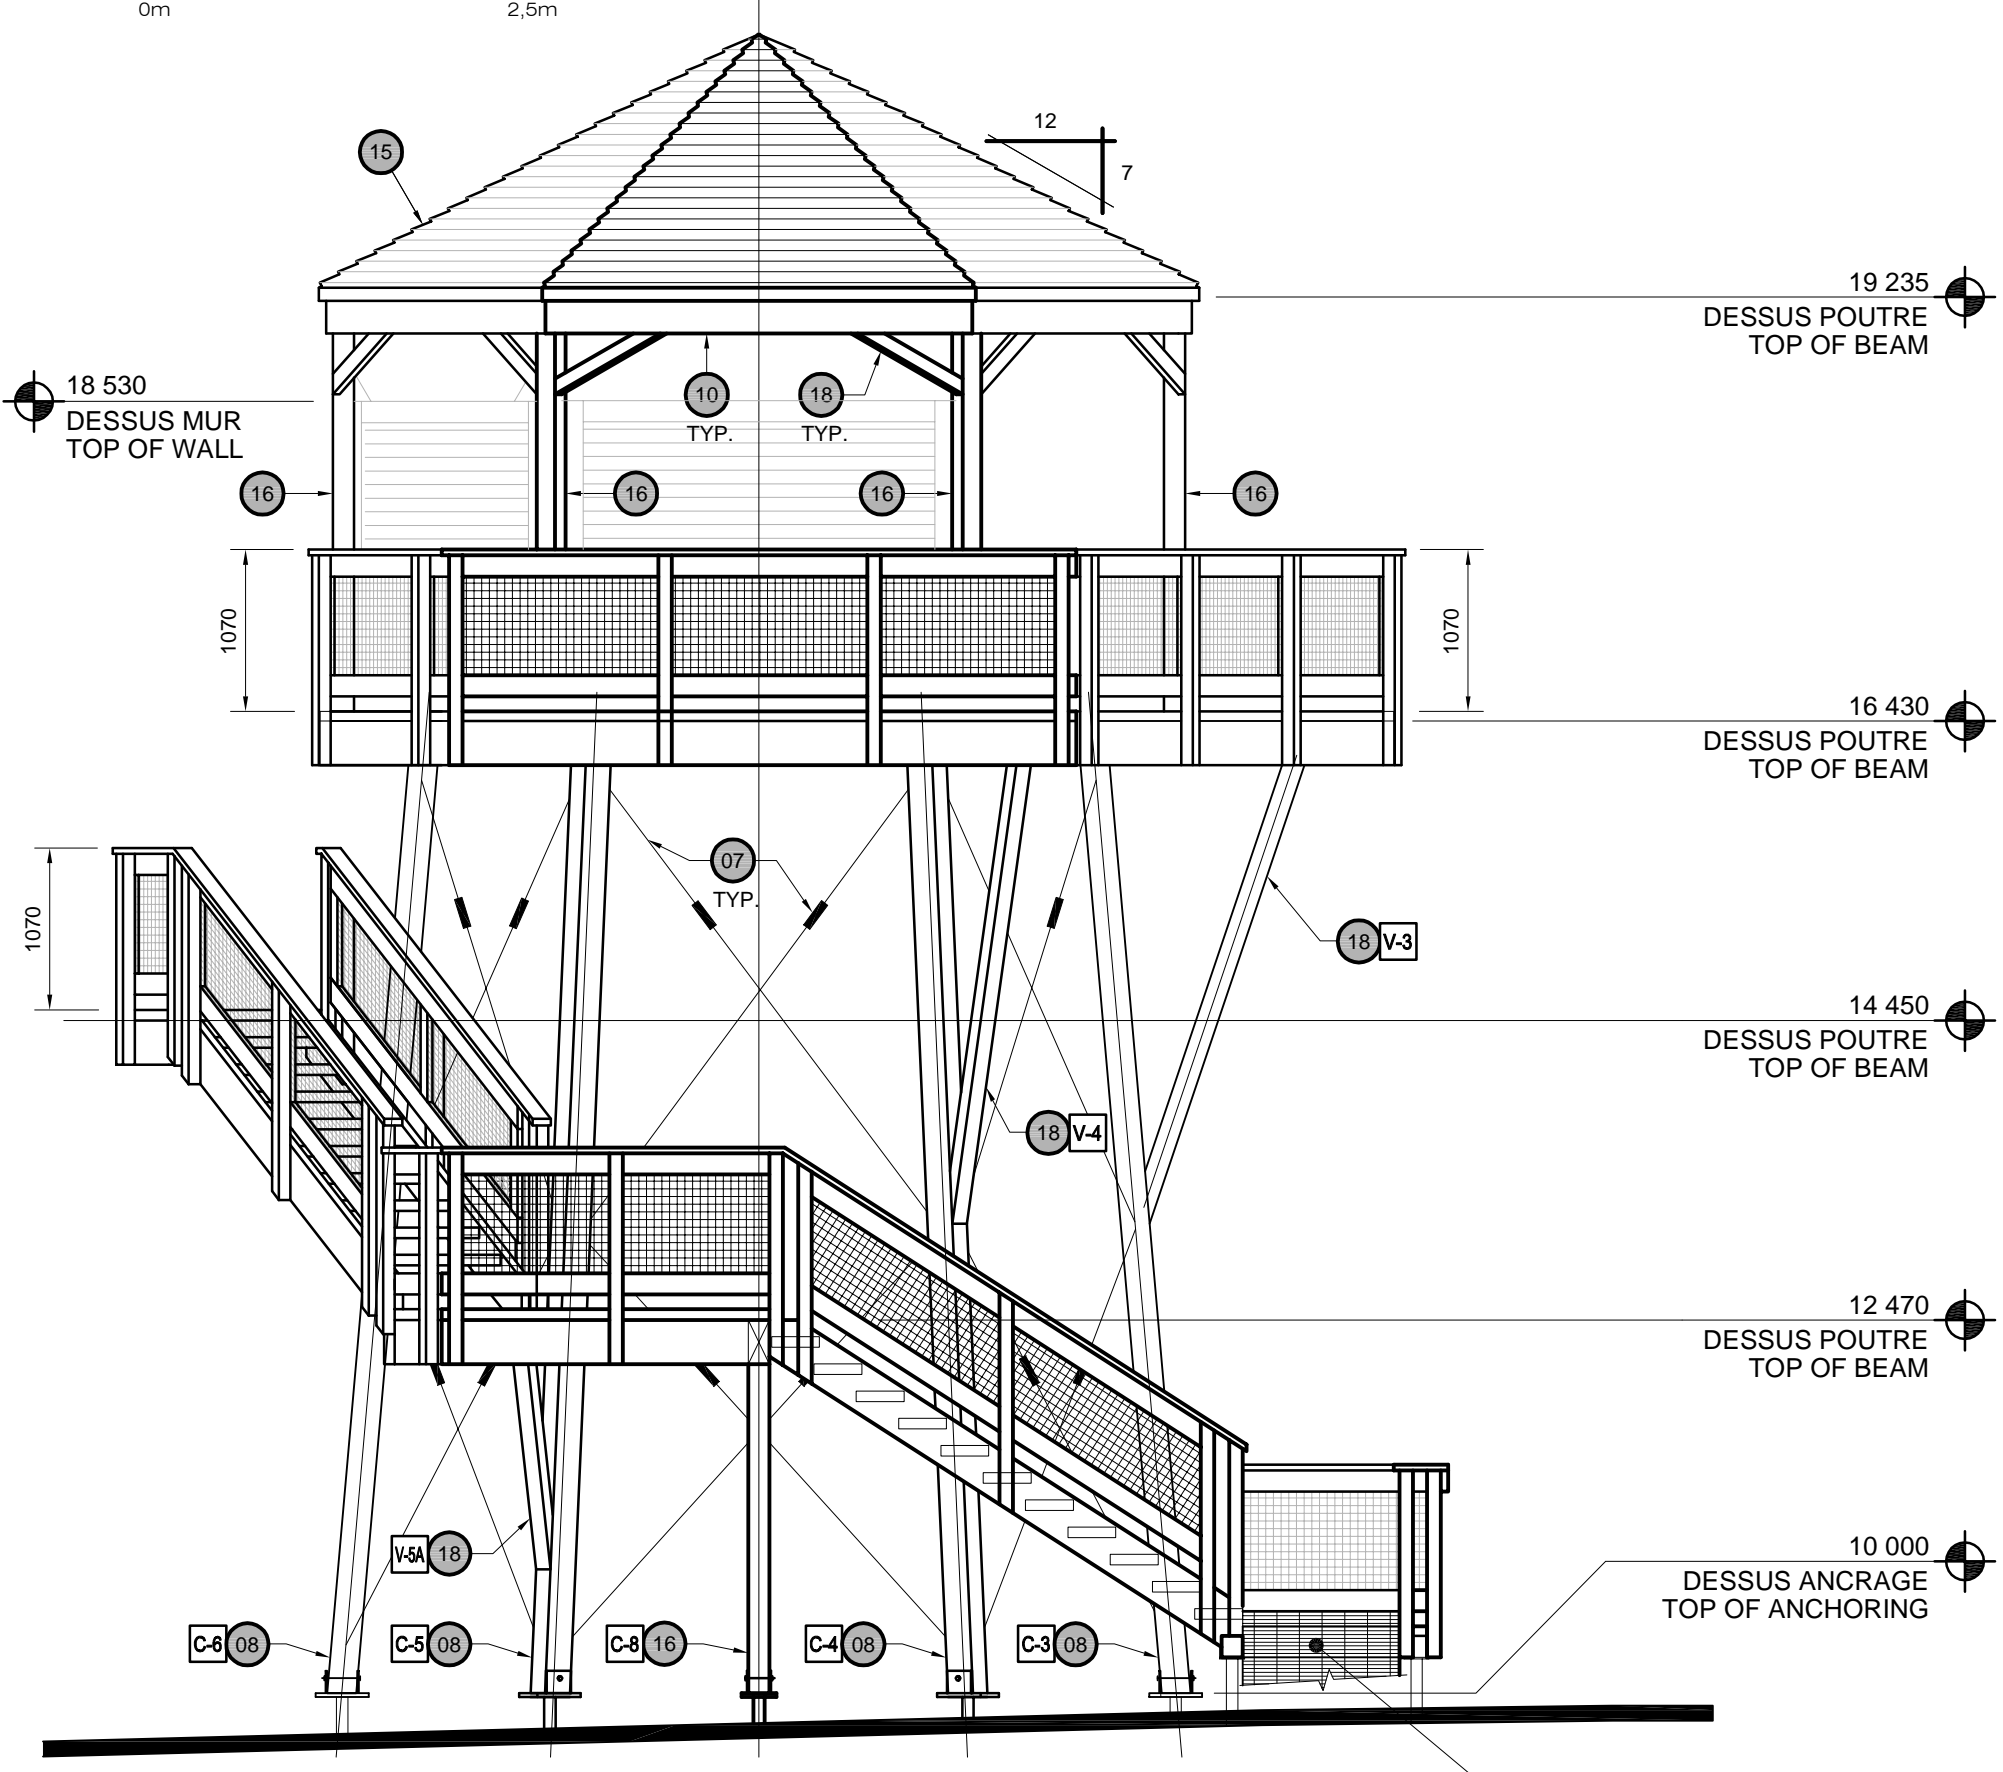 0m 2,5m
12
7
15
19 235
DESSUS POUTRE
TOP OF BEAM
18 530
DESSUS MUR
TOP OF WALL
10
TYP.
18
TYP.
16
16
16
16
1070
1070
16 430
DESSUS POUTRE
TOP OF BEAM
07
TYP.
1070
18 V-3
14 450
DESSUS POUTRE
TOP OF BEAM
18 V-4
12 470
DESSUS POUTRE
TOP OF BEAM
V-5A 18
10 000
DESSUS ANCRAGE
TOP OF ANCHORING
C-6 08
C-5 08
C-8 16
C-4 08
C-3 08